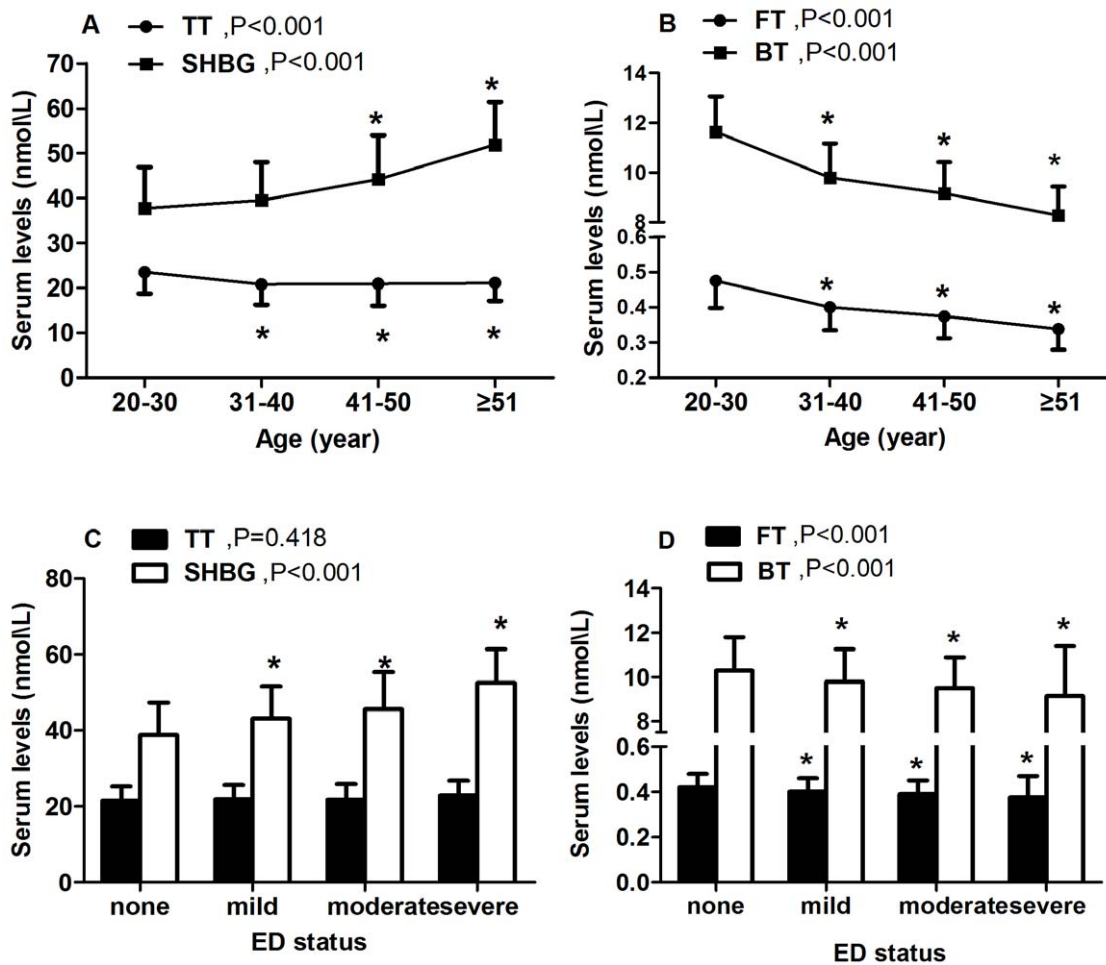 A
TT ,P<0.001
SHBG ,P<0.001
Serum levels (nmol\L)
70
60
50
40
30
20
10
0
*
*
*
*
*
20-30 31-40 41-50 ≥51
Age (year)
B
FT ,P<0.001
BT ,P<0.001
Serum levels (nmol\L)
14
12
10
8
0.6
0.5
0.4
0.3
0.2
*
*
*
*
*
*
20-30 31-40 41-50 ≥51
Age (year)
C
TT ,P=0.418
SHBG ,P<0.001
Serum levels (nmol\L)
80
60
40
20
0
*
*
*
none mild moderate severe
ED status
D
FT ,P<0.001
BT ,P<0.001
Serum levels (nmol\L)
14
12
10
8
0.6
0.4
0.2
0.0
*
*
*
*
*
*
none mild moderate severe
ED status